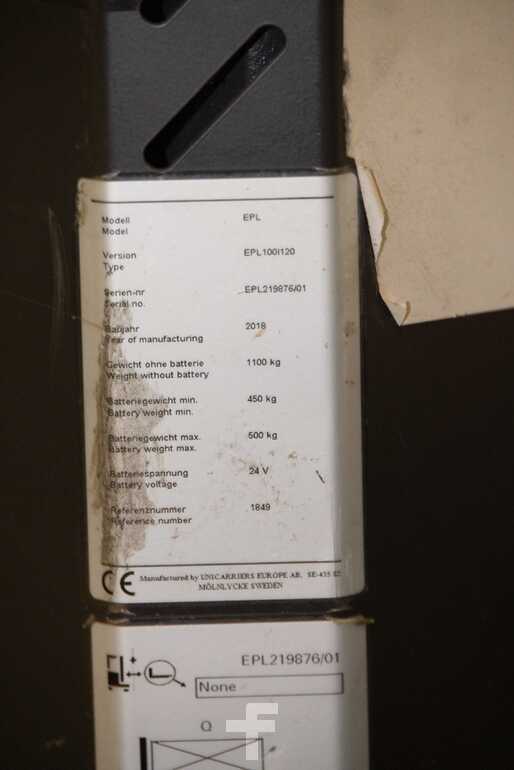 Modell EPL
Model
Version EPL100I120
Type
Serien-nr EPL219876/01
Serial no.
Baujahr 2018
Year of manufacturing
Gewicht ohne batterie 1100 kg
Weight without battery
Batteriegewicht min. 450 kg
Battery weight min.
Batteriegewicht max. 500 kg
Battery weight max.
Batteriespannung 24 V
Battery voltage
Referenznummer 1849
Reference number
CE Manufactured by UNICARRIERS EUROPE AB, SE-435 82
MÖLNLYCKE SWEDEN
EPL219876/01
None
Q